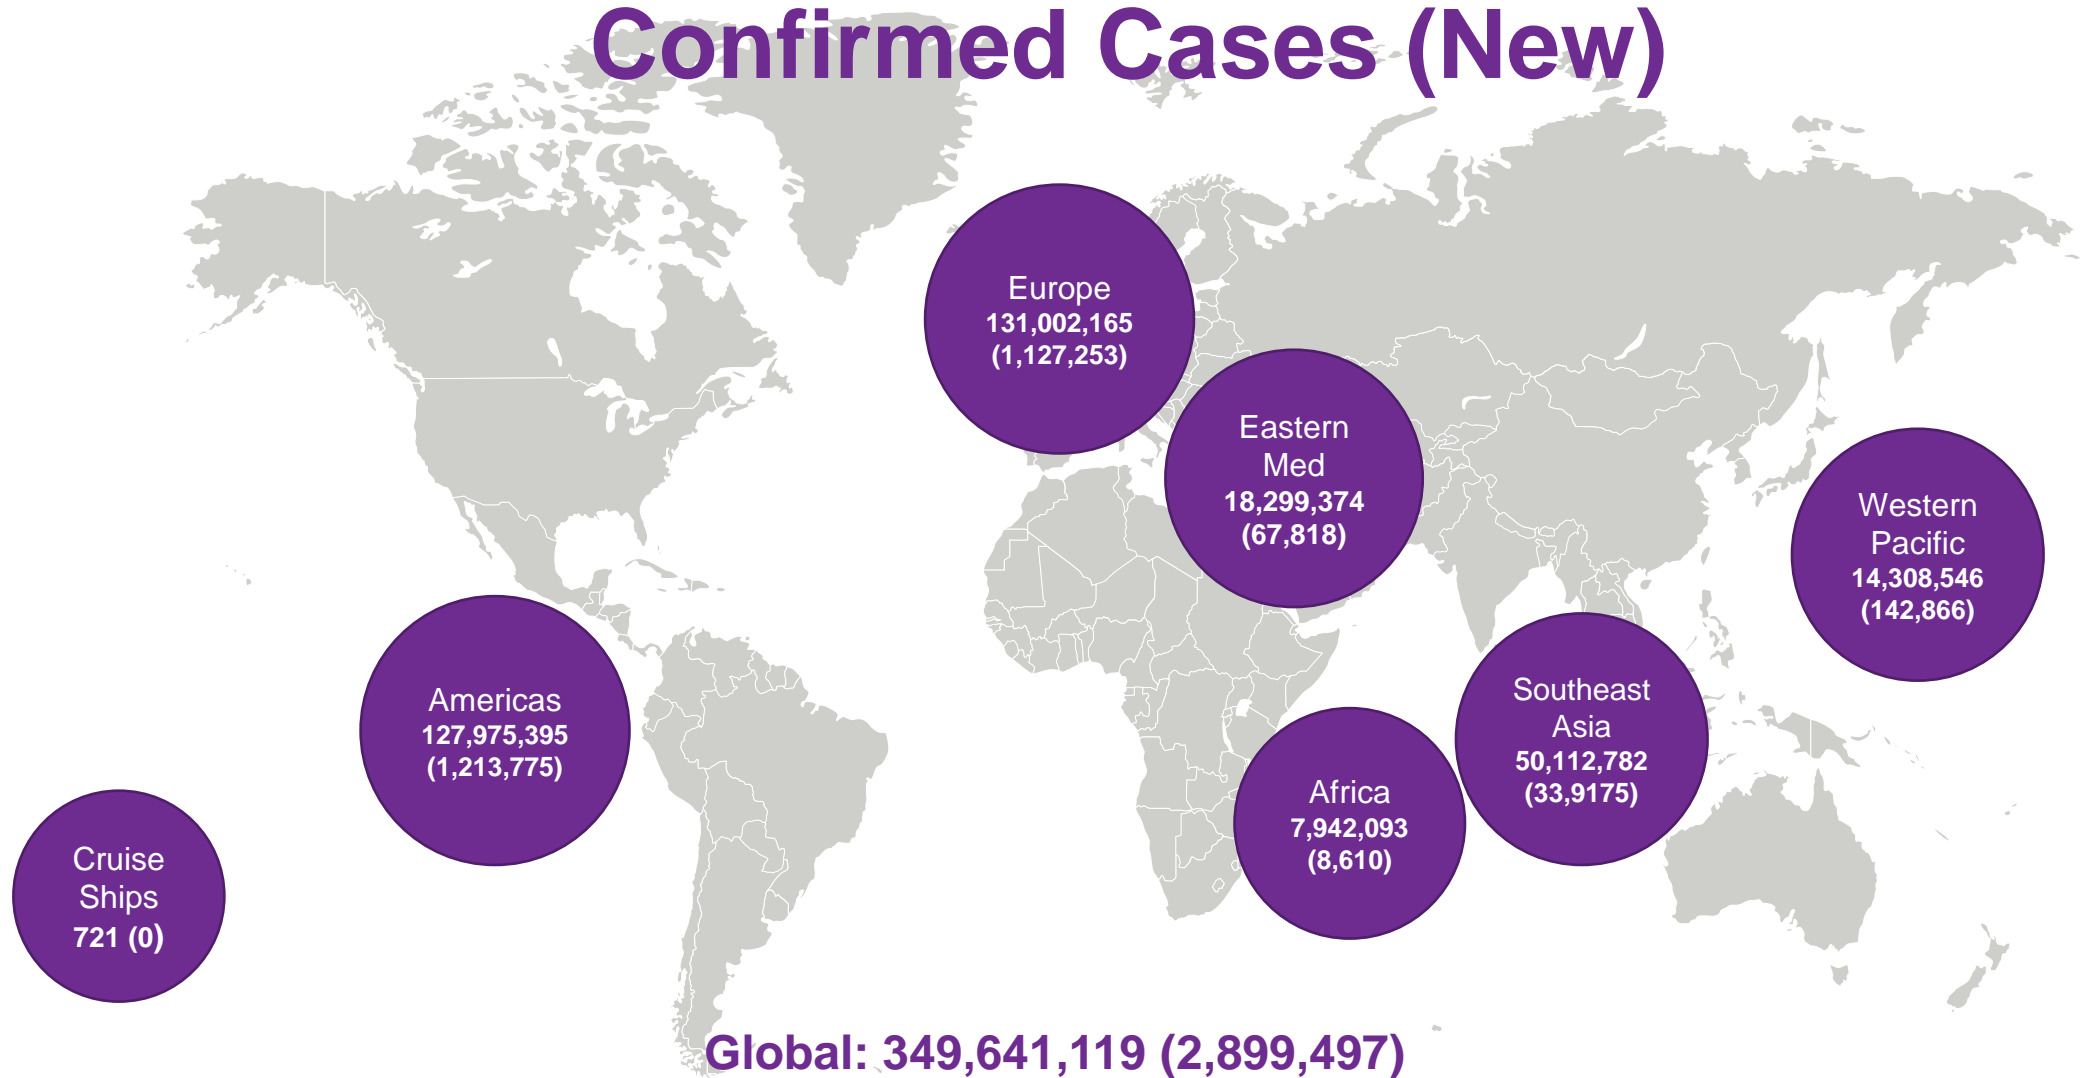 Confirmed Cases (New)
Europe
131,002,165
(1,127,253)
Eastern
Med
18,299,374
(67,818)
Western
Pacific
14,308,546
(142,866)
Americas
127,975,395
(1,213,775)
Southeast
Asia
50,112,782
(33,9175)
Africa
7,942,093
(8,610)
Cruise
Ships
721 (0)
Global: 349,641,119 (2,899,497)